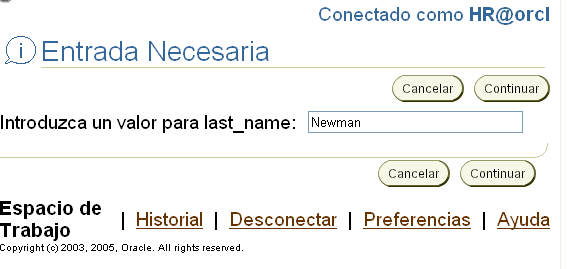 Conectado como HR@orcl
i Entrada Necesaria
Cancelar Continuar
Introduzca un valor para last_name: Newman
Cancelar Continuar
Espacio de Trabajo | Historial | Desconectar | Preferencias | Ayuda
Copyright (c) 2003, 2005, Oracle. All rights reserved.